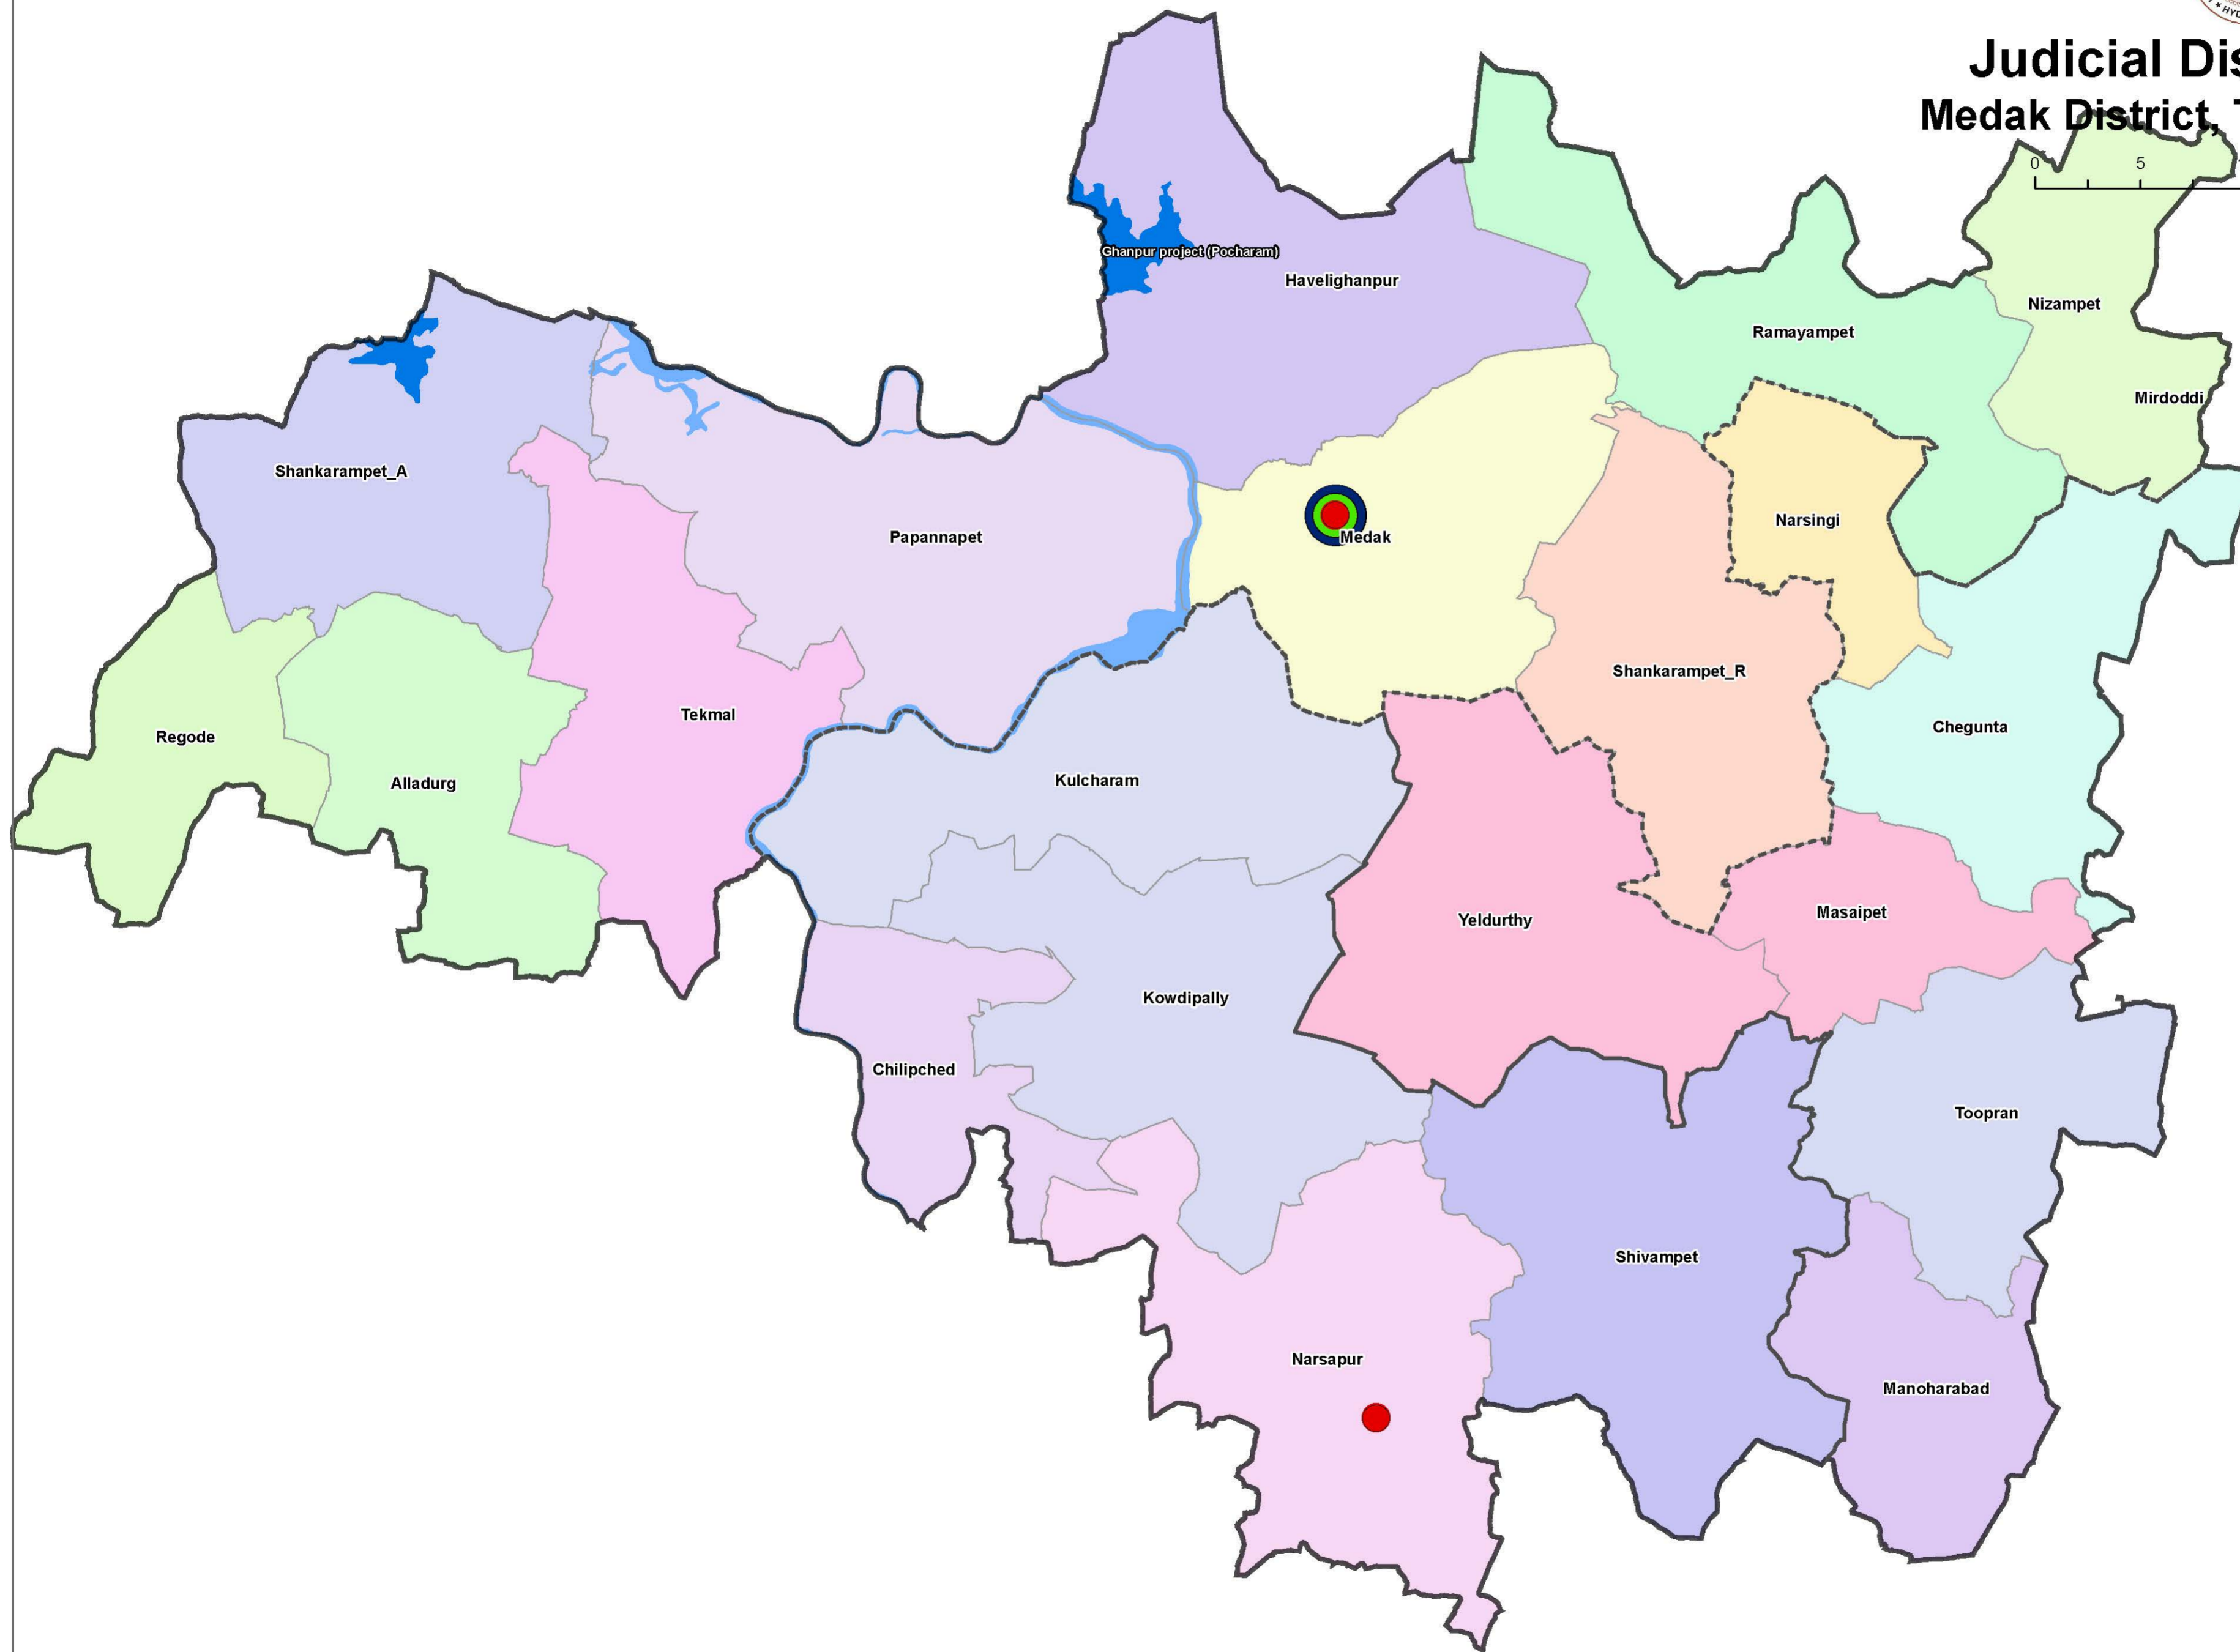 Judicial Dis
Medak District,
0 5
Ghanpur project (Pocharam)
Havelighanpur
Nizampet
Ramayampet
Mirdoddi
Shankarampet_A
Narsingi
Papannapet
Medak
Shankarampet_R
Tekmal
Chegunta
Regode
Kulcharam
Alladurg
Masaipet
Yeldurthy
Kowdipally
Chilipched
Toopran
Shivampet
Narsapur
Manoharabad